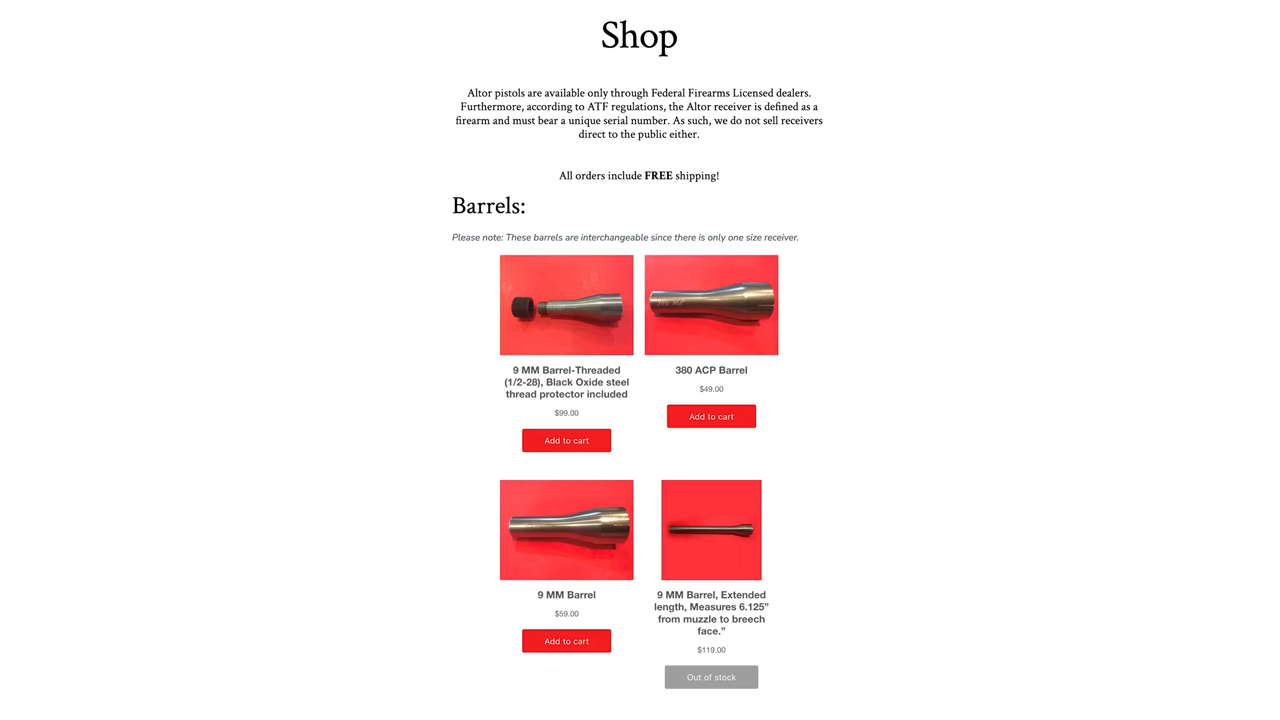 Shop
Altor pistols are available only through Federal Firearms Licensed dealers.
Furthermore, according to ATF regulations, the Altor receiver is defined as a
firearm and must bear a unique serial number. As such, we do not sell receivers
direct to the public either.
All orders include FREE shipping!
Barrels:
Please note: These barrels are interchangeable since there is only one size receiver.
9 MM Barrel-Threaded
(1/2-28), Black Oxide steel
thread protector included
$99.00
Add to cart
380 ACP Barrel
$49.00
Add to cart
9 MM Barrel
$59.00
Add to cart
9 MM Barrel, Extended
length, Measures 6.125”
from muzzle to breech
face.”
$119.00
Out of stock